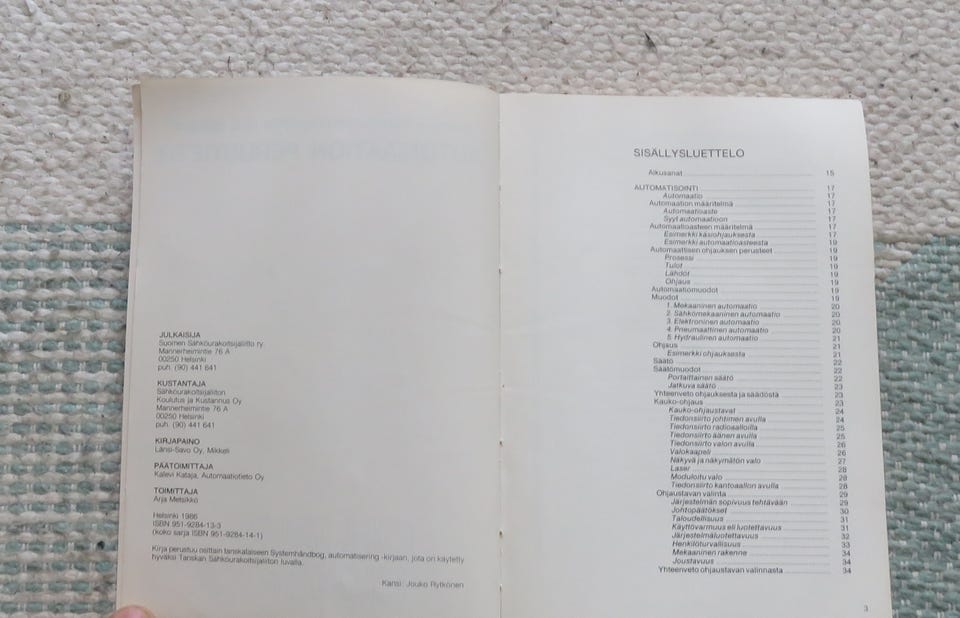 JULKAISIJA
Suomen Sähköurakoitsijaliitto ry.
Mannerheimintie 76 A
00250 Helsinki
puh. (90) 441 641
KUSTANTAJA
Sähköurakoitsijaliiton
Koulutus ja Kustannus Oy
Mannerheimintie 76 A
00250 Helsinki
puh. (90) 441 641
KIRJAPAINO
Länsi-Savo Oy, Mikkeli
PÄÄTOIMITTAJA
Kalevi Kataja, Automaatiotieto Oy
TOIMITTAJA
Arja Metsikkö
Helsinki 1986
ISBN 951-9284-13-3
(koko sarja ISBN 951-9284-14-1)
Kirja perustuu osittain tanskalaiseen Systemhåndbog, automatisering -kirjaan, jota on käytetty
hyväksi Tanskan Sähköurakoitsijaliiton luvalla.
Kansi: Jouko Rytkönen
SISÄLLYSLUETTELO
Alkusanat 15
AUTOMATISOINTI 17
Automaatio 17
Automaation määritelmä 17
Automaatioaste 17
Syyt automaatioon 17
Automaatioasteen määritelmä 17
Esimerkki käsiohjauksesta 17
Esimerkki automaatioasteesta 19
Automaattisen ohjauksen perusteet 19
Prosessi 19
Tulot 19
Lähdöt 19
Ohjaus 19
Automaatiomuodot 19
Muodot 19
1. Mekaaninen automaatio 20
2. Sähkömekaaninen automaatio 20
3. Elektroninen automaatio 20
4. Pneumaattinen automaatio 20
5. Hydraulinen automaatio 21
Ohjaus 21
Esimerkki ohjauksesta 21
Säätö 22
Säätömuodot 22
Portaittainen säätö 22
Jatkuva säätö 23
Yhteenveto ohjauksesta ja säädöstä 23
Kauko-ohjaus 23
Kauko-ohjaustavat 24
Tiedonsiirto johtimen avulla 24
Tiedonsiirto radioaalloilla 25
Tiedonsiirto äänen avulla 25
Tiedonsiirto valon avulla 26
Valokaapeli 26
Näkyvä ja näkymätön valo 27
Laser 28
Moduloitu valo 28
Tiedonsiirto kantoaallon avulla 28
Ohjaustavan valinta 29
Järjestelmän sopivuus tehtävään 29
Johtopäätökset 30
Taloudellisuus 31
Käyttövarmuus eli luotettavuus 31
Järjestelmäluotettavuus 32
Henkilöturvallisuus 33
Mekaaninen rakenne 34
Joustavuus 34
Yhteenveto ohjaustavan valinnasta 34
3